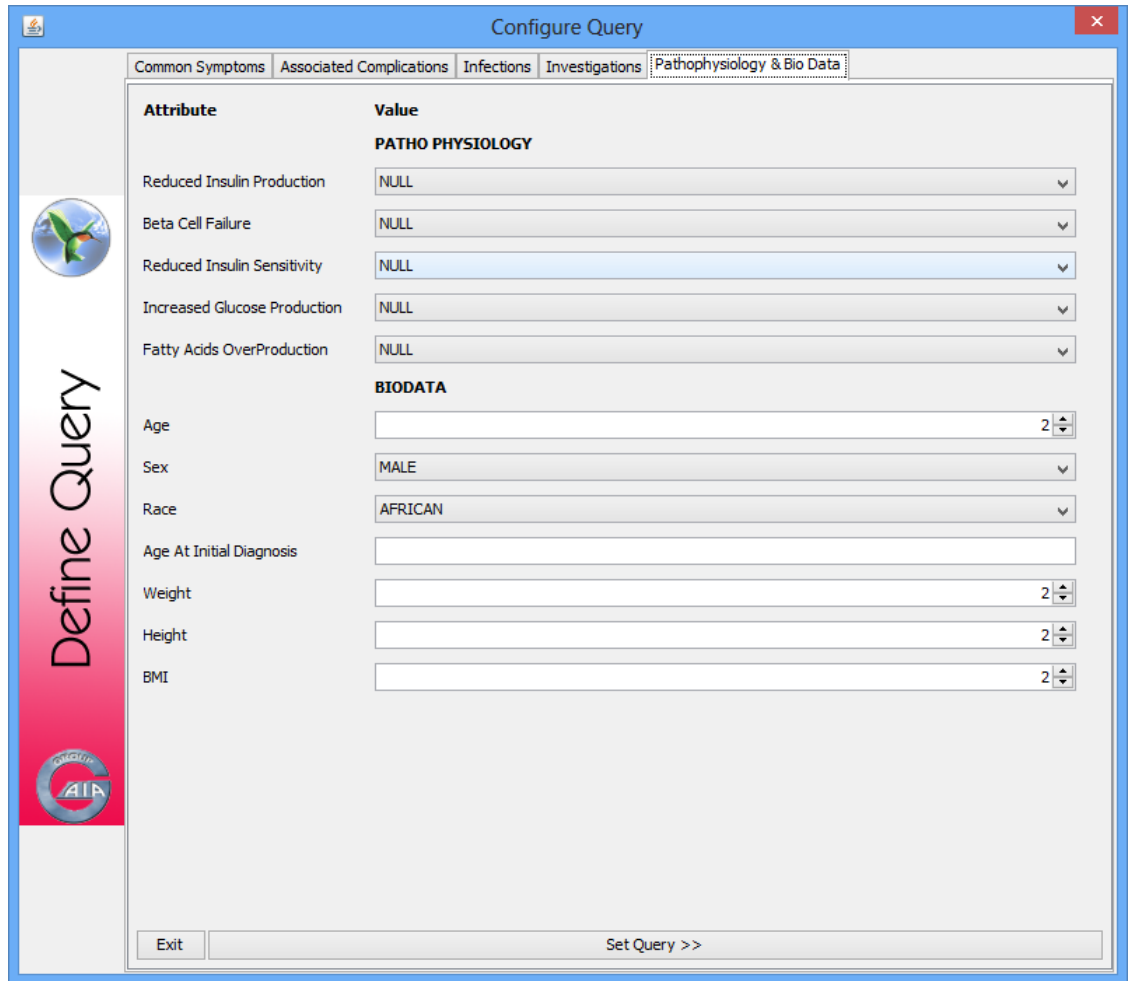 Configure Query
Common Symptoms Associated Complications Infections Investigations Pathophysiology & Bio Data
Attribute Value
PATHO PHYSIOLOGY
Reduced Insulin Production NULL
Beta Cell Failure NULL
Reduced Insulin Sensitivity NULL
Increased Glucose Production NULL
Fatty Acids OverProduction NULL
BIODATA
Age 2
Sex MALE
Race AFRICAN
Age At Initial Diagnosis
Weight 2
Height 2
BMI 2
Define Query
GROUP
GAIA
Exit Set Query >>